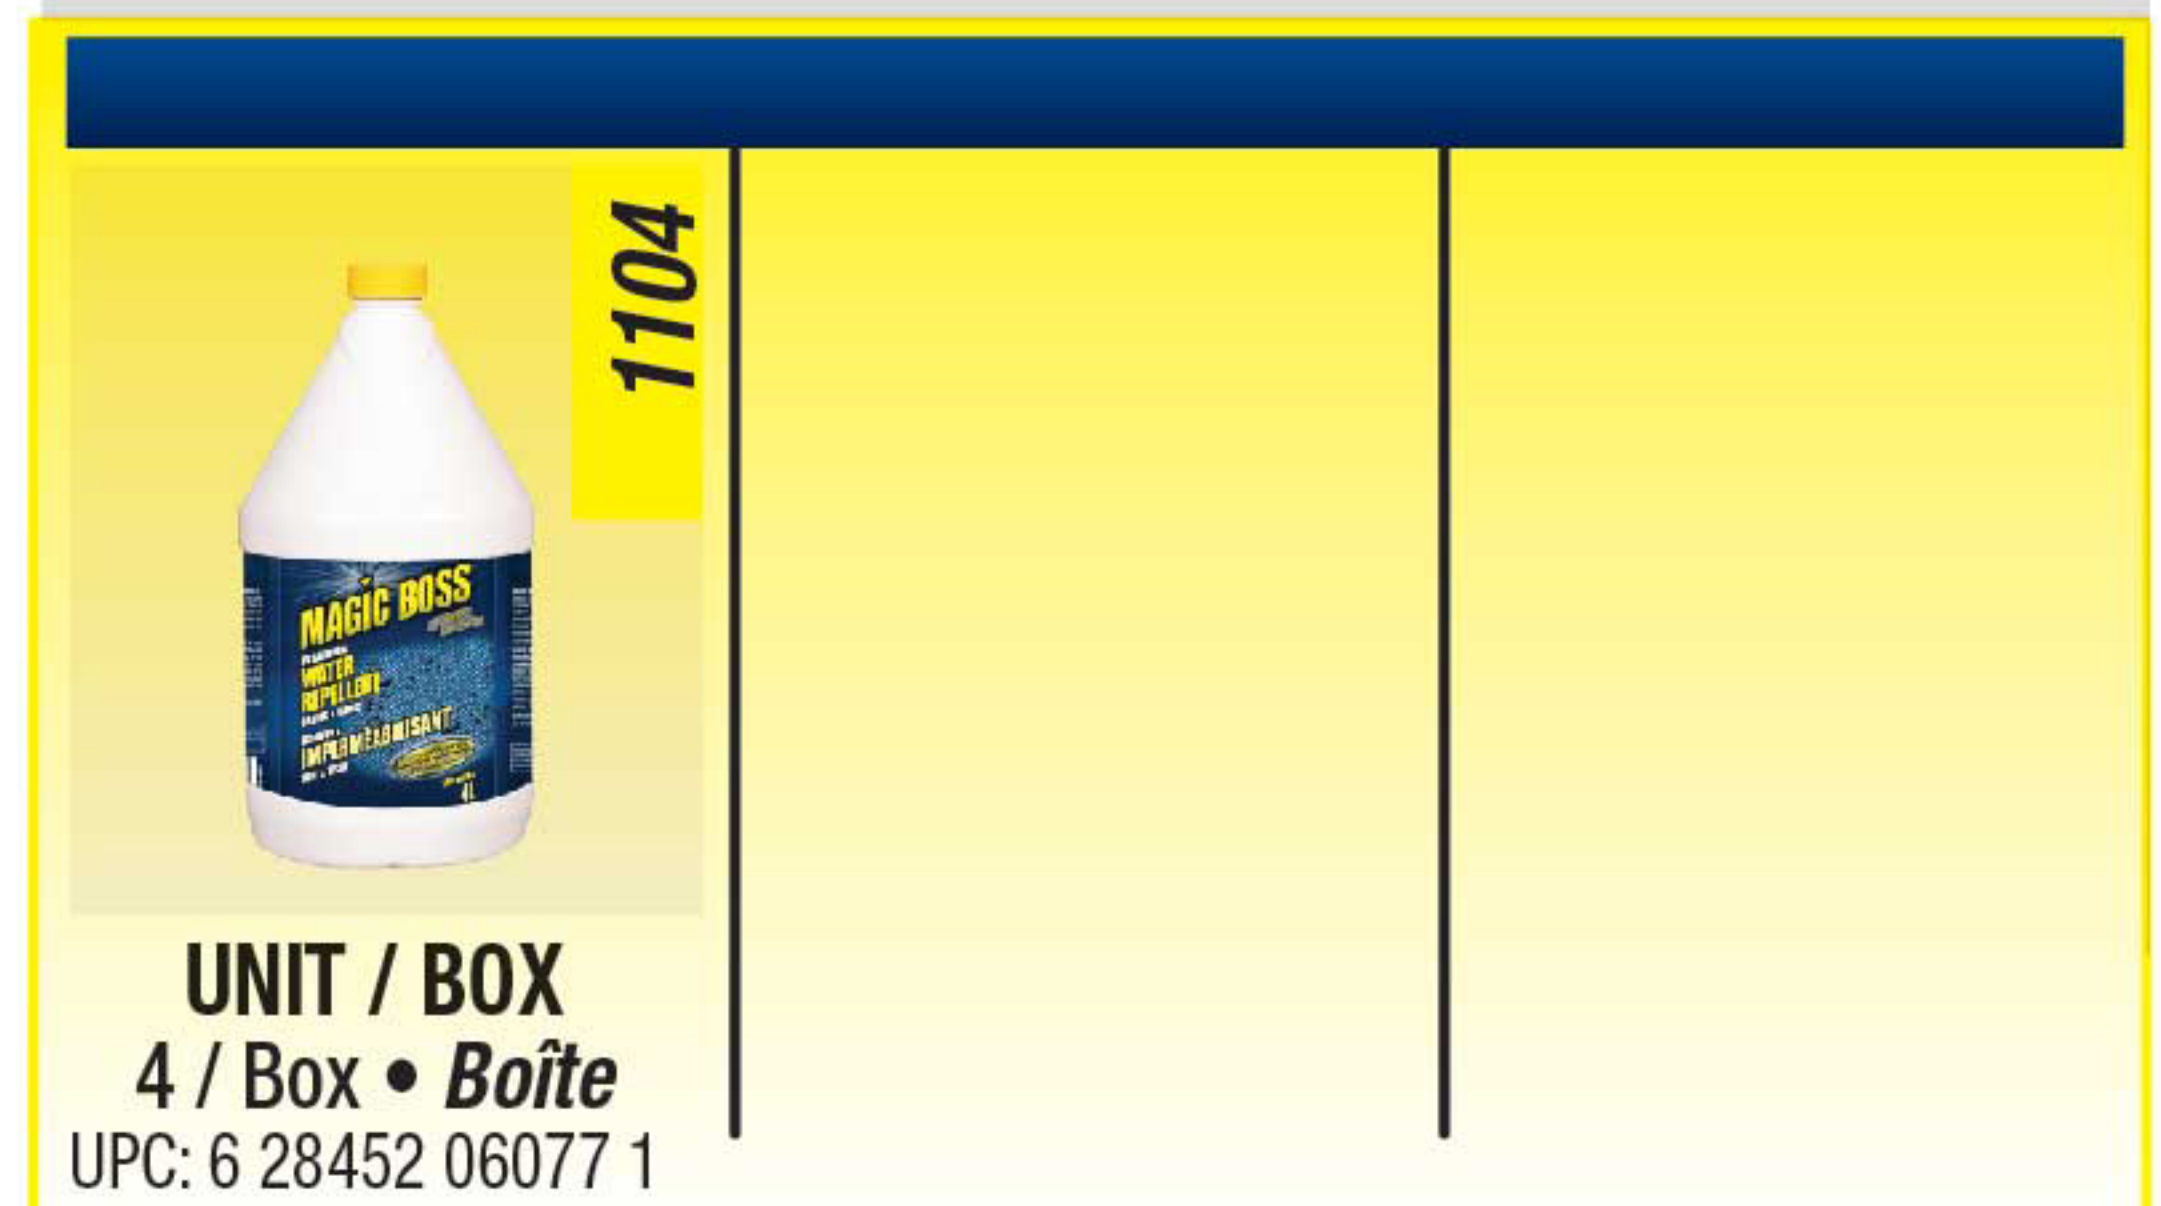 1104
MAGIC BOSS
WATER
REPELLENT
IMPERMÉABILISANT
4L
UNIT / BOX
4 / Box • Boîte
UPC: 6 28452 06077 1